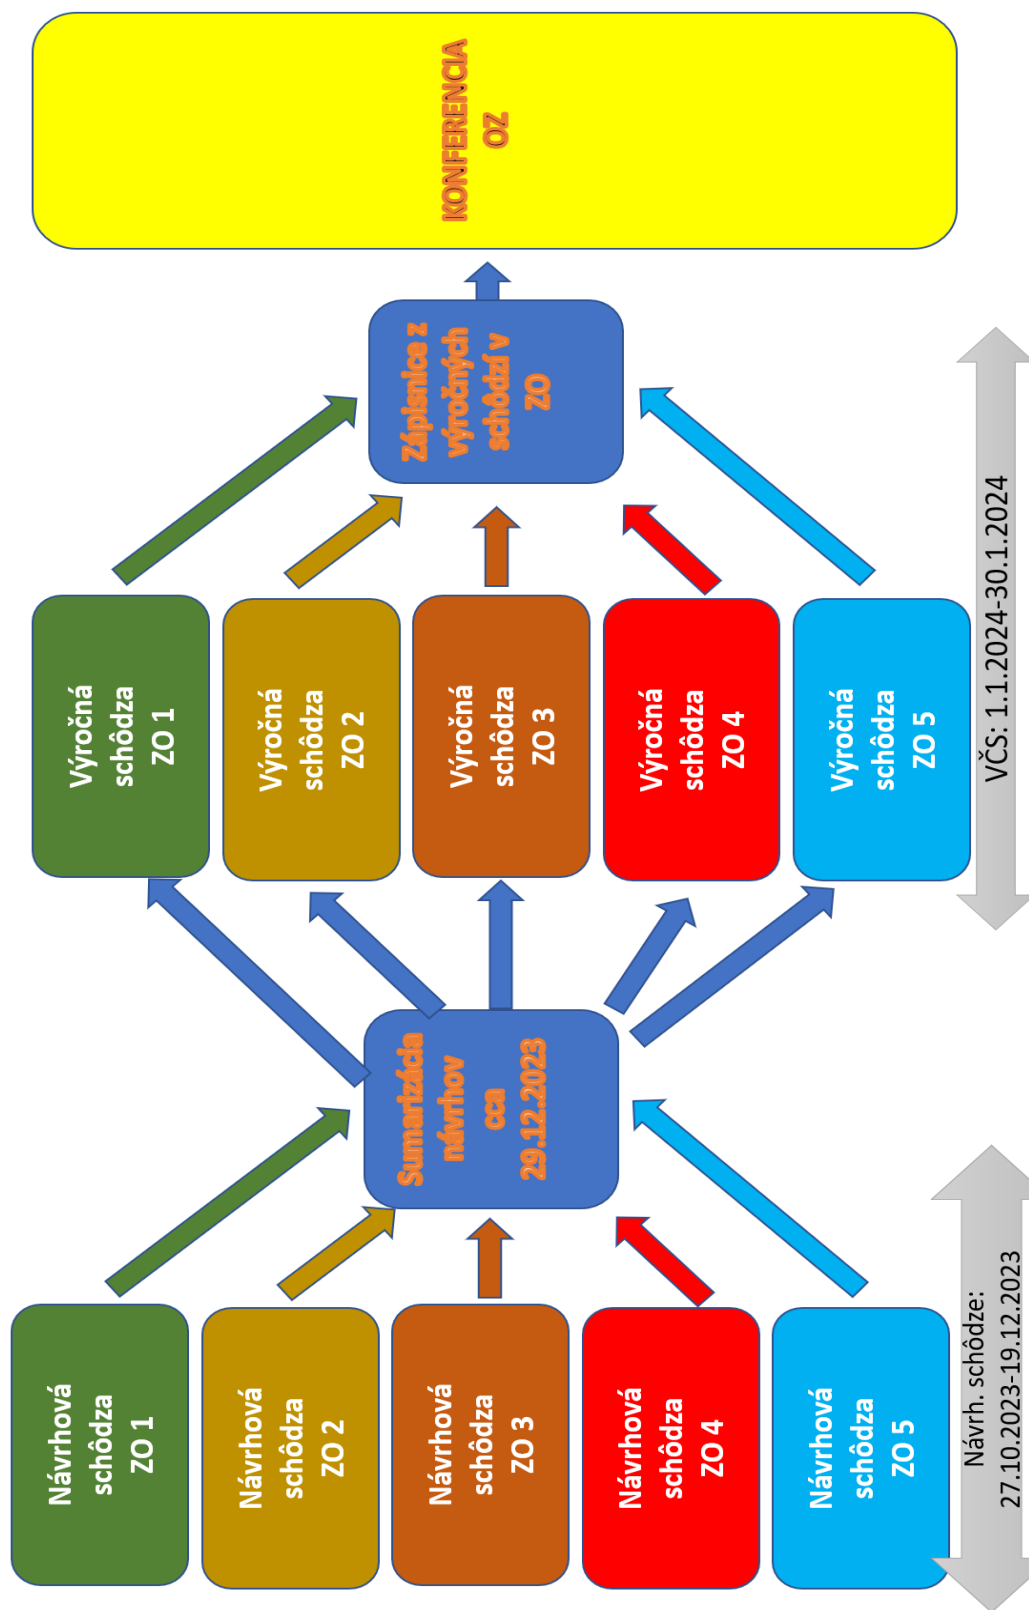 Návrhová
schôdza
ZO 1
Návrhová
schôdza
ZO 2
Návrhová
schôdza
ZO 3
Návrhová
schôdza
ZO 4
Návrhová
schôdza
ZO 5
Návrh. schôdze:
27.10.2023-19.12.2023
Sumarizácia
návrhov
cca
29.12.2023
Výročná
schôdza
ZO 1
Výročná
schôdza
ZO 2
Výročná
schôdza
ZO 3
Výročná
schôdza
ZO 4
Výročná
schôdza
ZO 5
VČS: 1.1.2024-30.1.2024
Zápisnice z
výročných
schôdzí v
ZO
KONFERENCIA
OZ